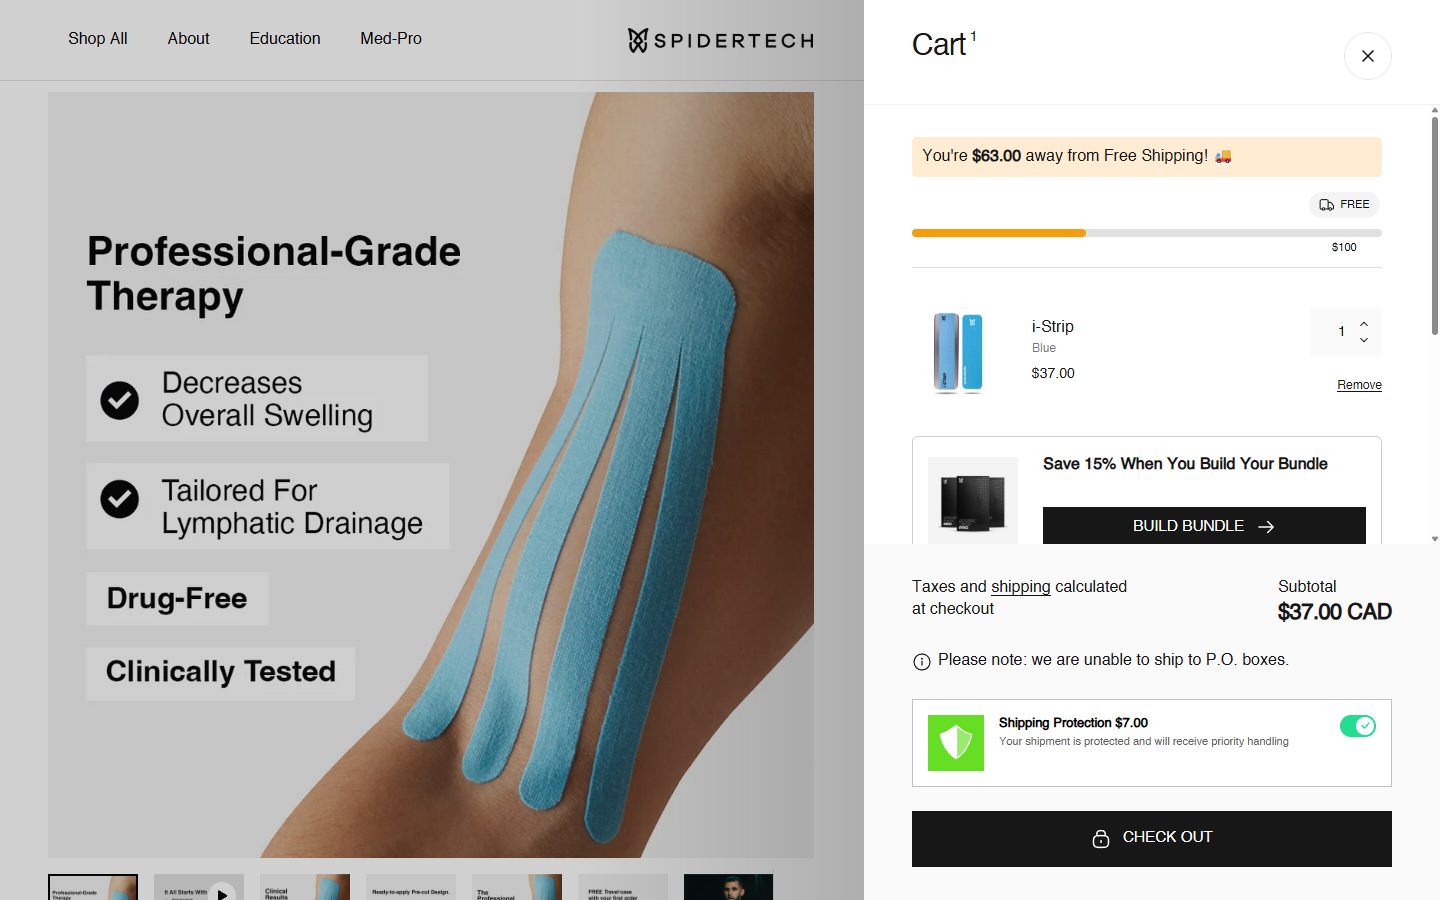 Shop All
About
Education
Med-Pro
SPIDERTECH
Professional-Grade
Therapy
Decreases
Overall Swelling
Tailored For
Lymphatic Drainage
Drug-Free
Clinically Tested
Professional-Grade
Therapy
It All Starts With
Clinical
Results
Ready-to-apply Pre-cut Design.
The
Professional
FREE Travel case
with your first order
Cart 1
You're $63.00 away from Free Shipping! 🚚
FREE
$100
i-Strip
Blue
$37.00
1
Remove
Save 15% When You Build Your Bundle
BUILD BUNDLE
Taxes and shipping calculated
at checkout
Subtotal
$37.00 CAD
Please note: we are unable to ship to P.O. boxes.
Shipping Protection $7.00
Your shipment is protected and will receive priority handling
CHECK OUT